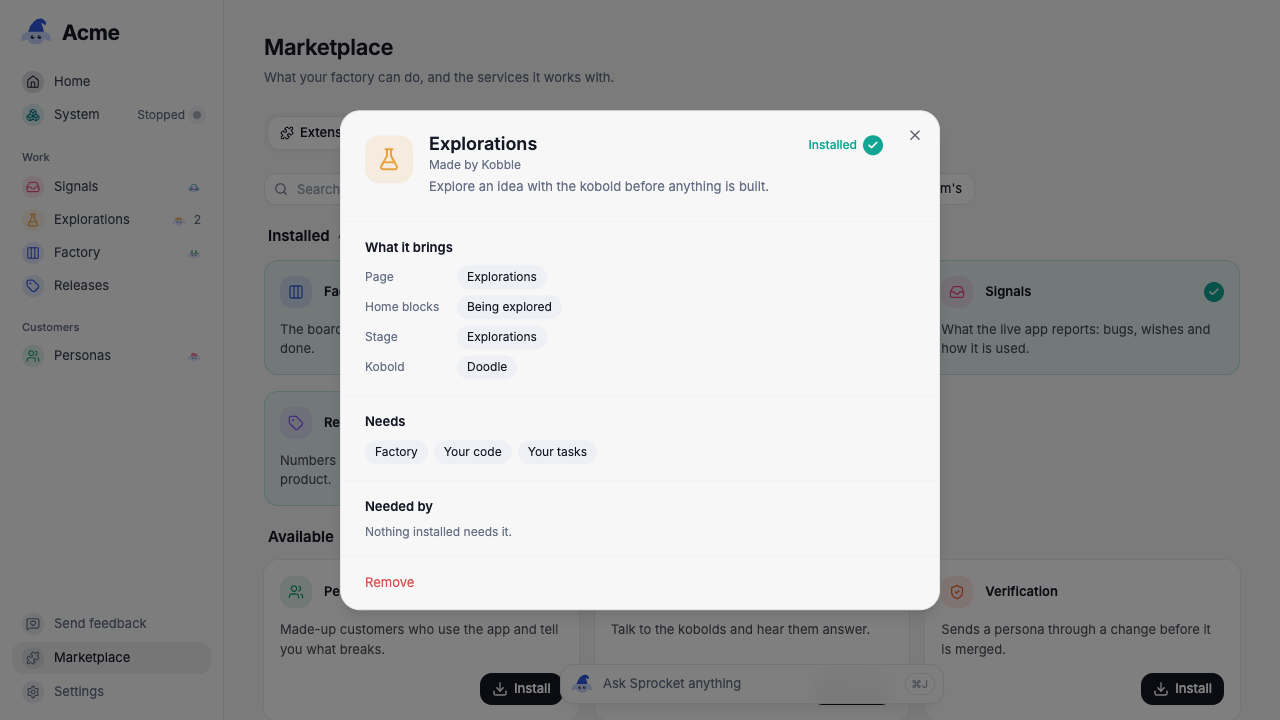 Acme
Home
System Stopped
Work
Signals
Explorations 2
Factory
Releases
Customers
Personas
Send feedback
Marketplace
Settings
Marketplace
What your factory can do, and the services it works with.
Search
Installed
The board
done.
Signals
What the live app reports: bugs, wishes and
how it is used.
Numbers
product.
Available
Made-up customers who use the app and tell
you what breaks.
Install
Talk to the kobolds and hear them answer.
Verification
Sends a persona through a change before it
is merged.
Install
Ask Sprocket anything ⌘J
Explorations
Made by Kobble
Explore an idea with the kobold before anything is built.
Installed
What it brings
Page Explorations
Home blocks Being explored
Stage Explorations
Kobold Doodle
Needs
Factory Your code Your tasks
Needed by
Nothing installed needs it.
Remove